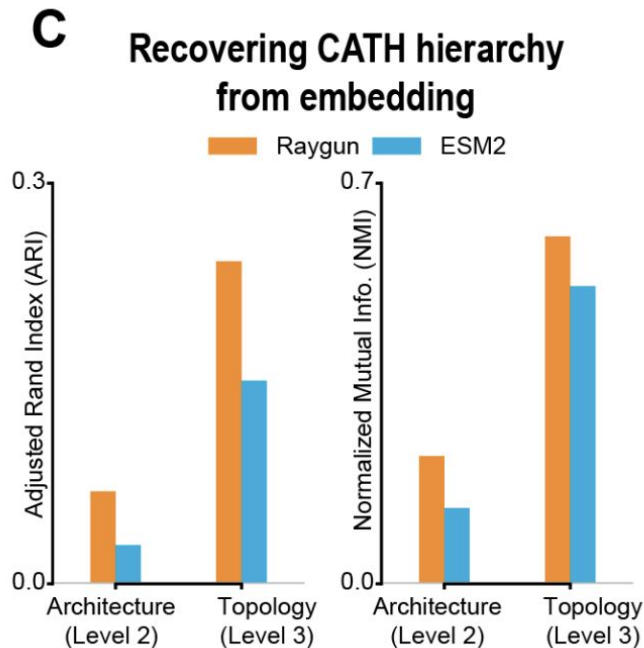 C
Recovering CATH hierarchy
from embedding
Raygun
ESM2
0.3
Adjusted Rand Index (ARI)
0.0
Architecture
(Level 2)
Topology
(Level 3)
0.7
Normalized Mutual Info. (NMI)
0.0
Architecture
(Level 2)
Topology
(Level 3)